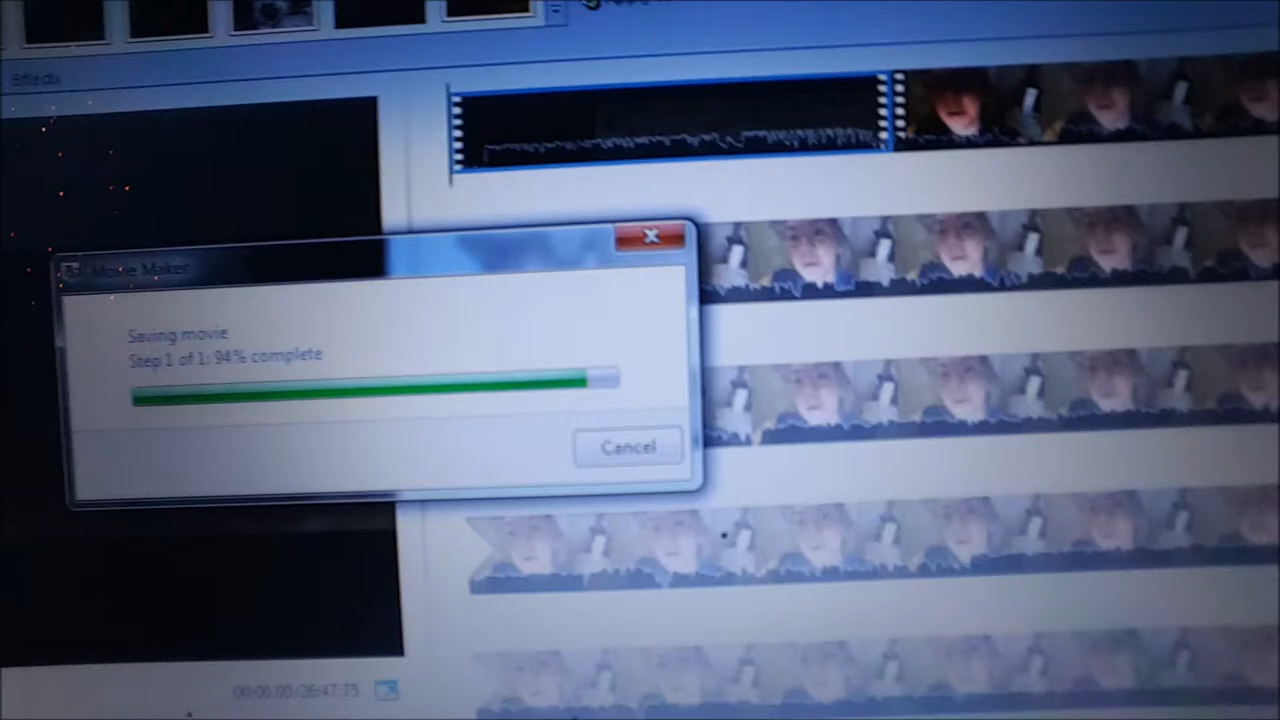 Effects
Movie Maker
Saving movie
Step 1 of 1: 94% complete
Cancel
00:00.00/26:47.73